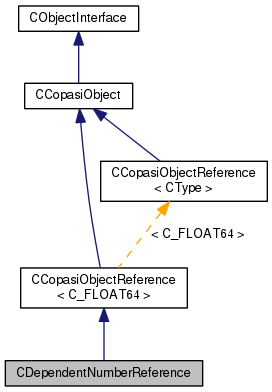 CObjectInterface
CCopasiObject
CCopasiObjectReference
< CType >
< C_FLOAT64 >
CCopasiObjectReference
< C_FLOAT64 >
CDependentNumberReference